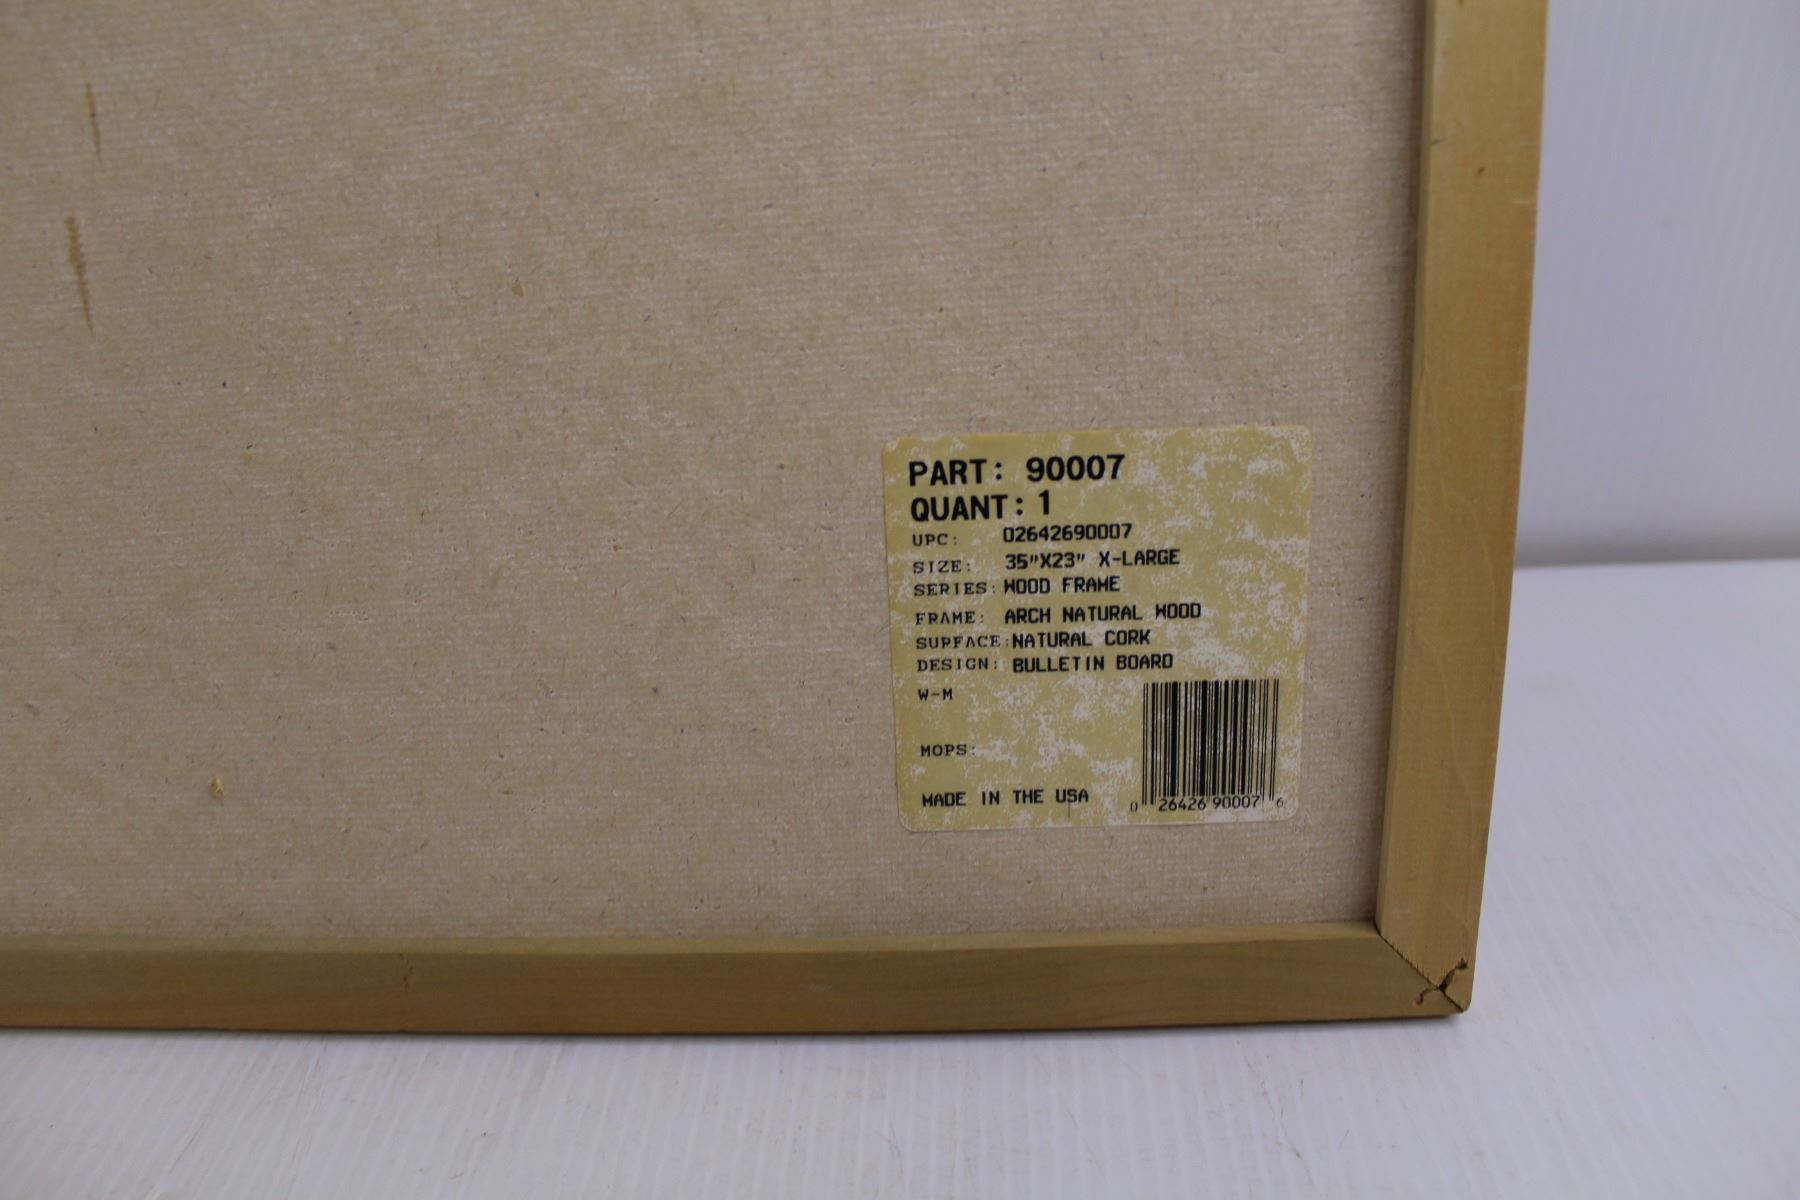 PART: 90007
QUANT: 1
UPC: 02642690007
SIZE: 35"X23" X-LARGE
SERIES: WOOD FRAME
FRAME: ARCH NATURAL WOOD
SURFACE: NATURAL CORK
DESIGN: BULLETIN BOARD
W-M
MOPS:
MADE IN THE USA
0 26426 90007 6